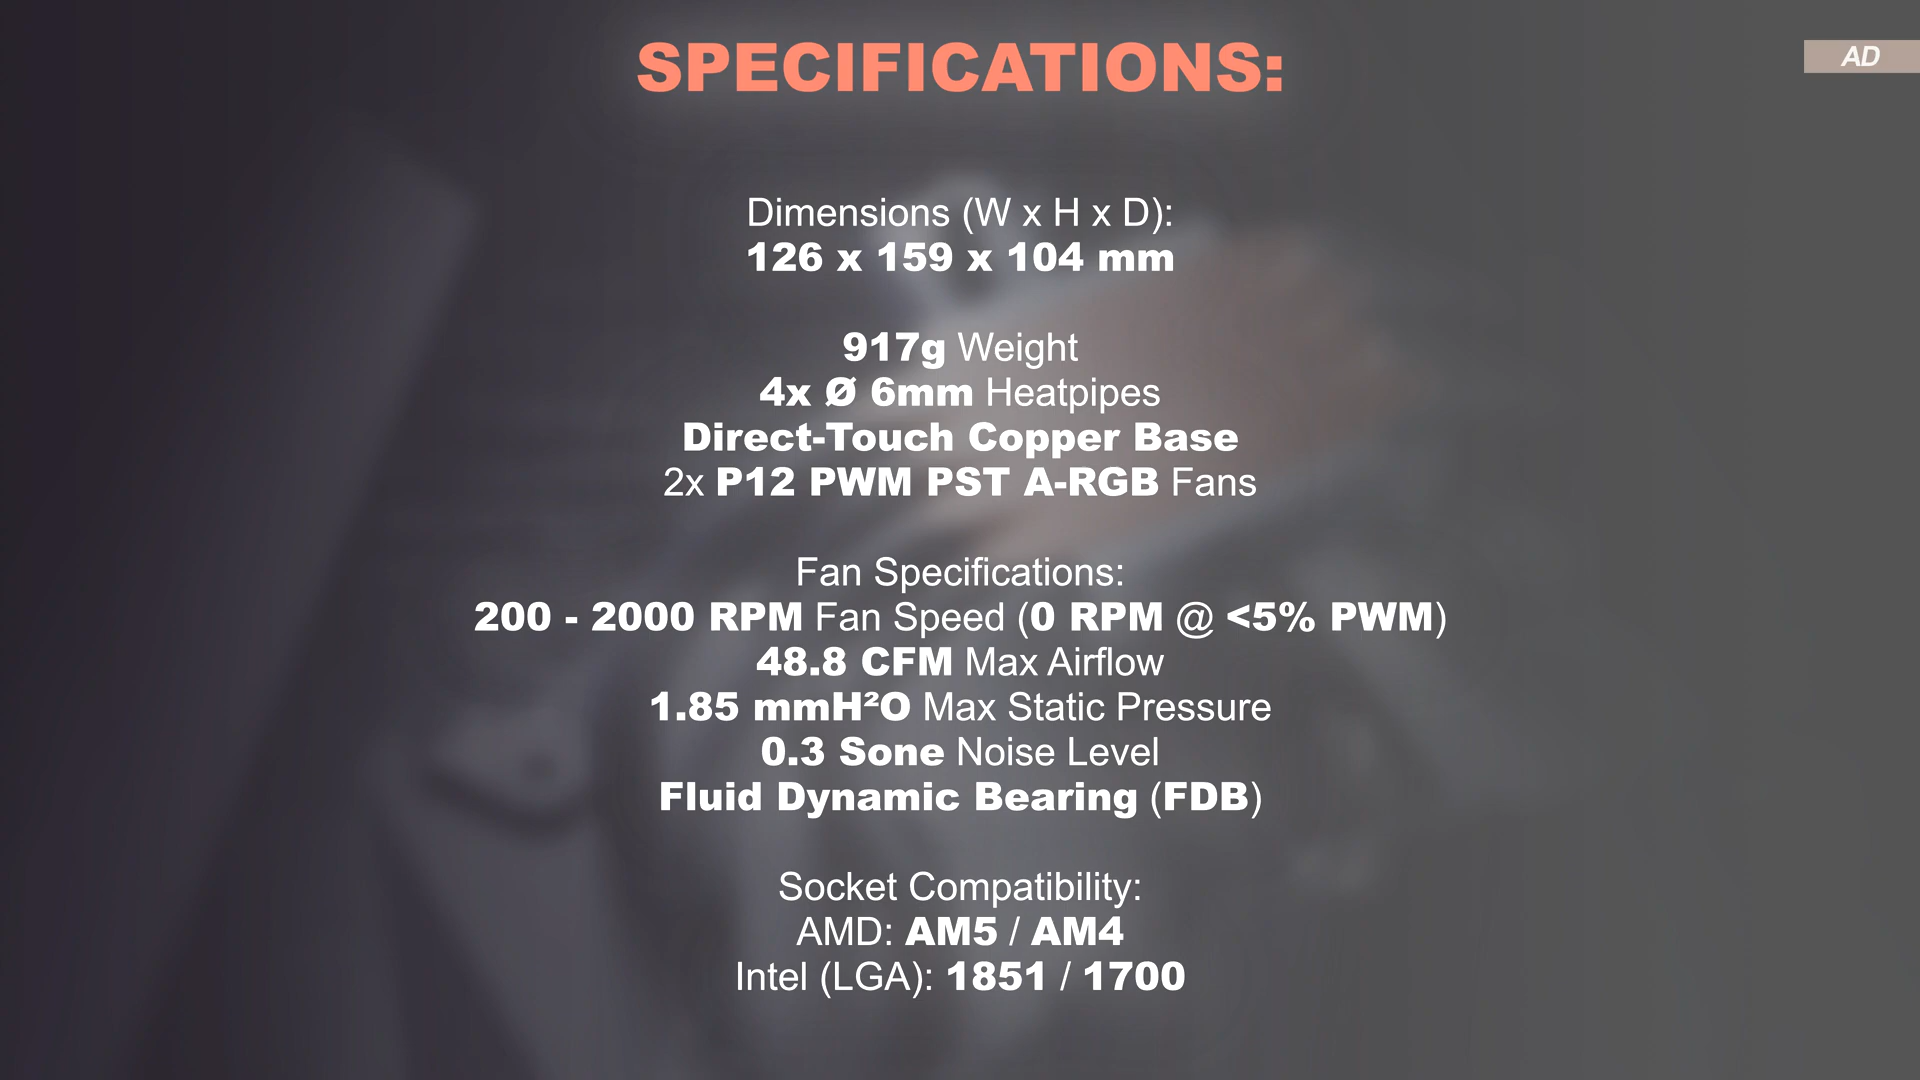 SPECIFICATIONS:
AD
Dimensions (W x H x D):
126 x 159 x 104 mm
917g Weight
4x Ø 6mm Heatpipes
Direct-Touch Copper Base
2x P12 PWM PST A-RGB Fans
Fan Specifications:
200 - 2000 RPM Fan Speed (0 RPM @ <5% PWM)
48.8 CFM Max Airflow
1.85 mmH²O Max Static Pressure
0.3 Sone Noise Level
Fluid Dynamic Bearing (FDB)
Socket Compatibility:
AMD: AM5 / AM4
Intel (LGA): 1851 / 1700